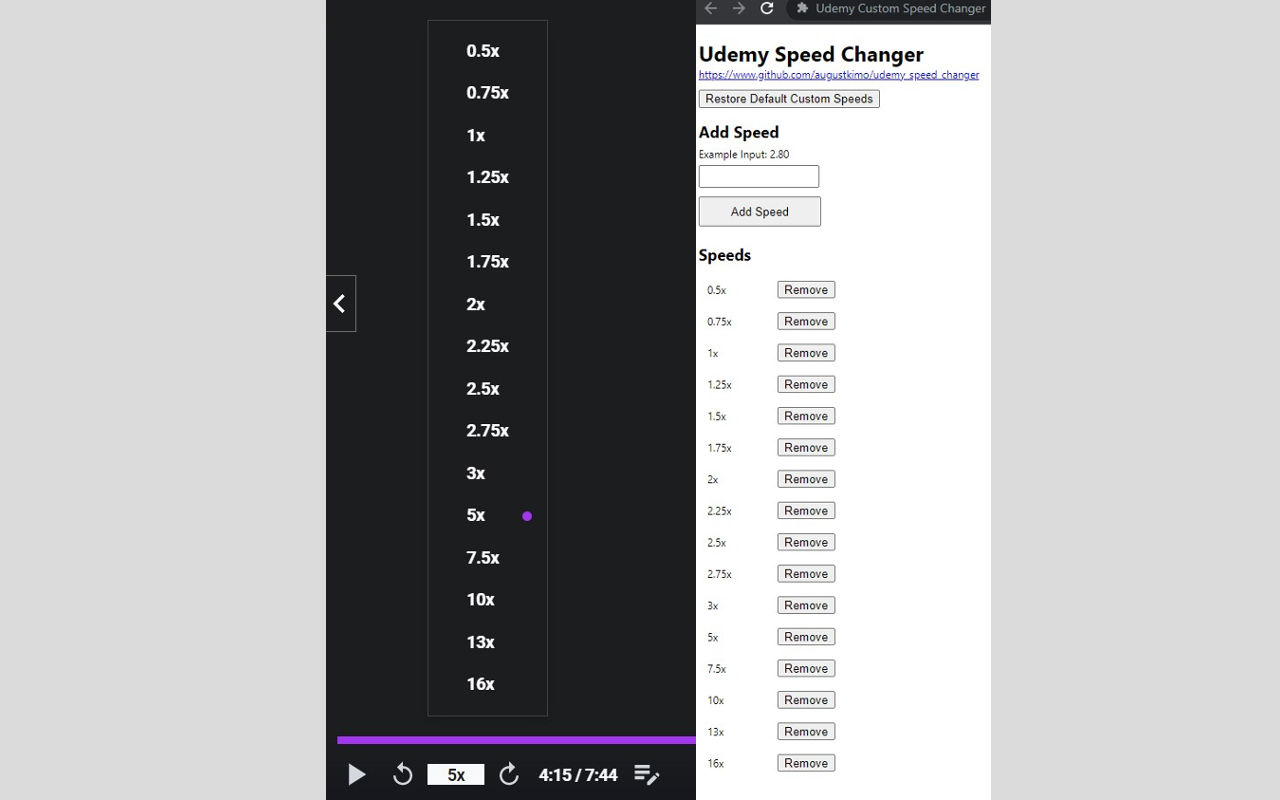 0.5x
0.75x
1x
1.25x
1.5x
1.75x
2x
2.25x
2.5x
2.75x
3x
5x
7.5x
10x
13x
16x
5x
4:15 / 7:44
Udemy Custom Speed Changer
Udemy Speed Changer
https://www.github.com/augustkimo/udemy_speed_changer
Restore Default Custom Speeds
Add Speed
Example Input: 2.80
Add Speed
Speeds
0.5x Remove
0.75x Remove
1x Remove
1.25x Remove
1.5x Remove
1.75x Remove
2x Remove
2.25x Remove
2.5x Remove
2.75x Remove
3x Remove
5x Remove
7.5x Remove
10x Remove
13x Remove
16x Remove